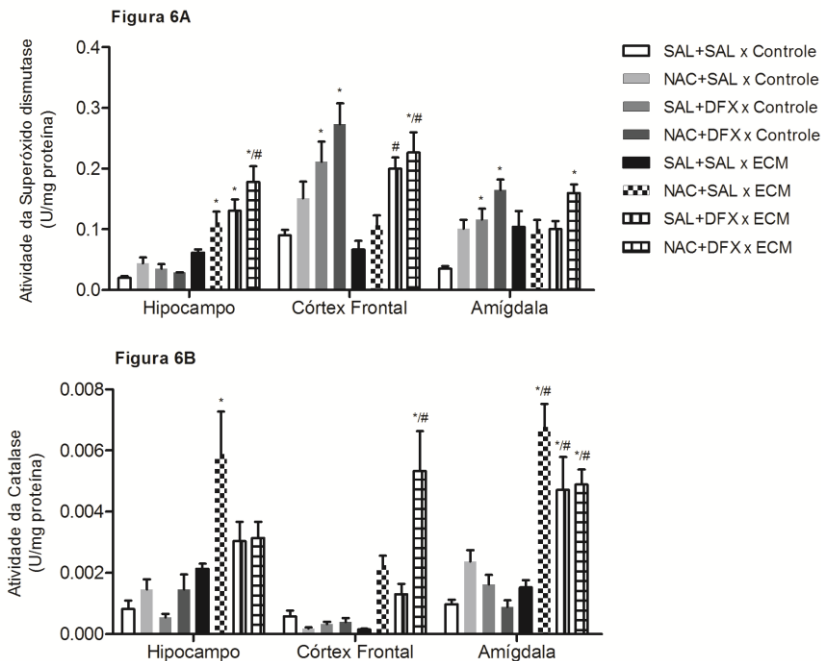 Figura 6A
Atividade da Superóxido dismutase
(U/mg proteína)
0.4
0.3
0.2
0.1
0.0
*
*
*/#
*
*
#
*/#
*
*
*
Hipocampo
Córtex Frontal
Amígdala
SAL+SAL x Controle
NAC+SAL x Controle
SAL+DFX x Controle
NAC+DFX x Controle
SAL+SAL x ECM
NAC+SAL x ECM
SAL+DFX x ECM
NAC+DFX x ECM
Figura 6B
Atividade da Catalase
(U/mg proteína)
0.008
0.006
0.004
0.002
0.000
*
*/#
*/#
*/#
*/#
Hipocampo
Córtex Frontal
Amígdala